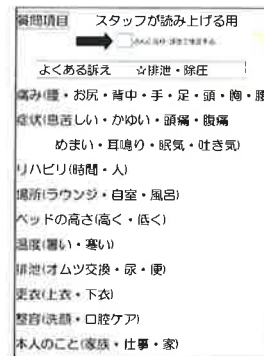 質問項目 スタッフが読み上げる用
よくある訴え ☆排泄・除圧
痛み(腰・お尻・背中・手・足・頭・胸・腰
症状(息苦しい・かゆい・頭痛・腹痛
めまい・耳鳴り・眠気・吐き気)
リハビリ(時間・人)
場所(ラウンジ・自室・風呂)
ベッドの高さ(高く・低く)
温度(暑い・寒い)
排泄(オムツ交換・尿・便)
更衣(上衣・下衣)
整容(洗顔・口腔ケア)
本人のこと(家族・仕事・家)